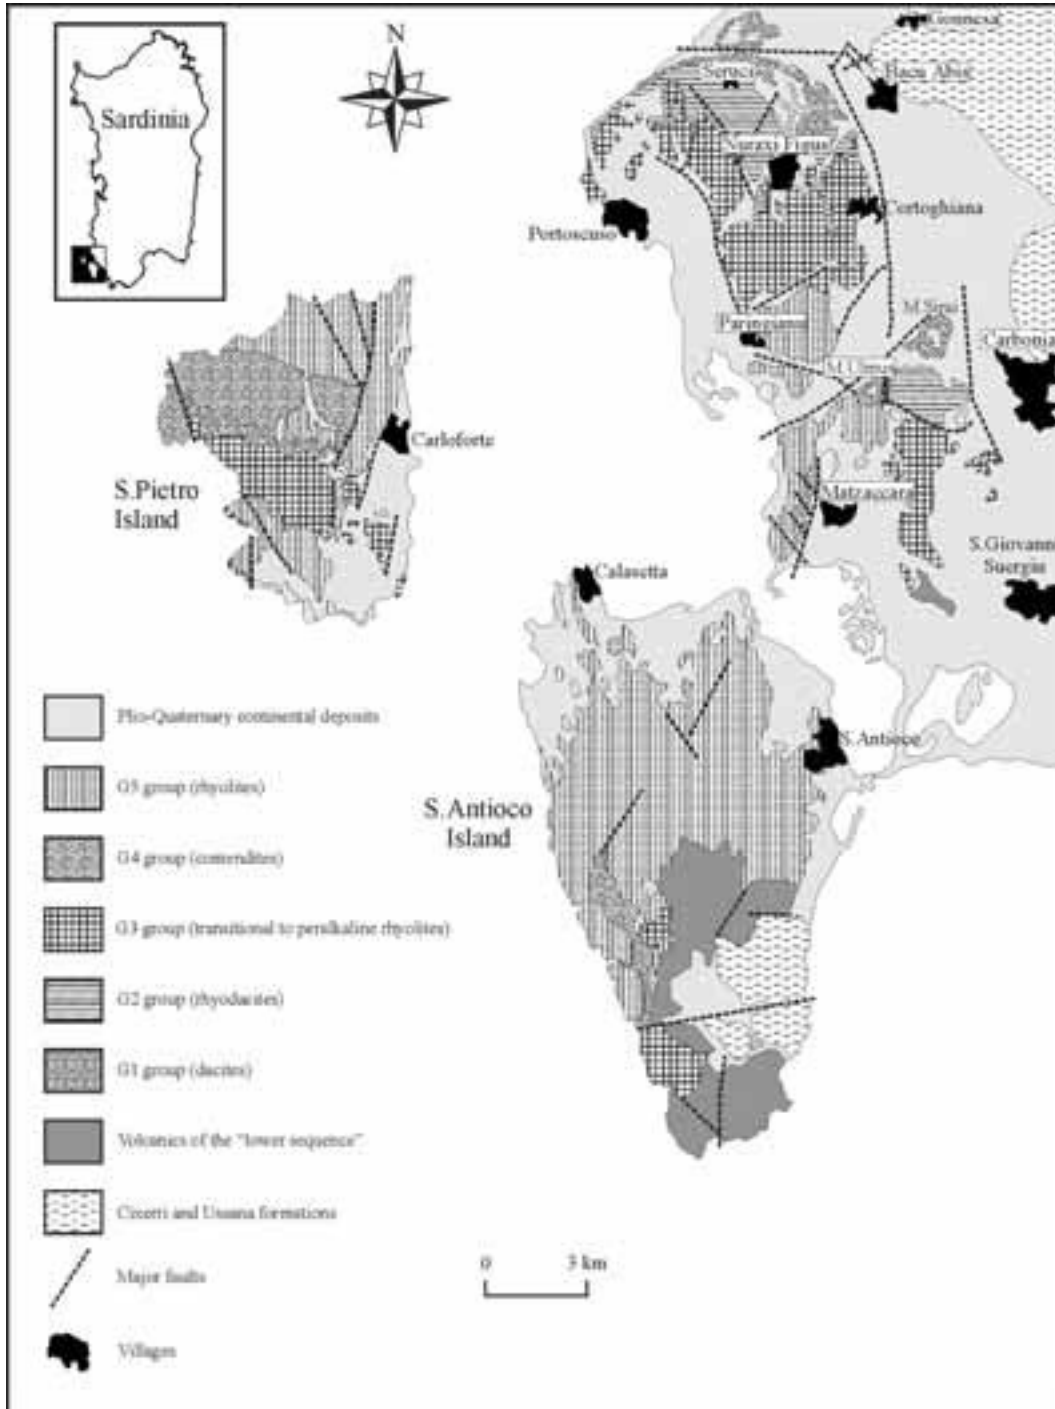 N
Sardinia
Gonnesa
Bacu Abis
Seruci
Nuraxi Figus
Cortoghiana
Portoscuso
Paringianu
M.Sirai
Carbonia
M.Ulmus
Carloforte
S.Pietro
Island
Matzaccara
S.Giovanni
Suergiu
Calasetta
S.Antioco
S.Antioco
Island
Plio-Quaternary continental deposits
G5 group (rhyolites)
G4 group (comendites)
G3 group (transitional to peralkaline rhyolites)
G2 group (rhyodacites)
G1 group (dacites)
Volcanics of the "lower sequence"
Cixerri and Ussana formations
Major faults
Villages
0 3 km